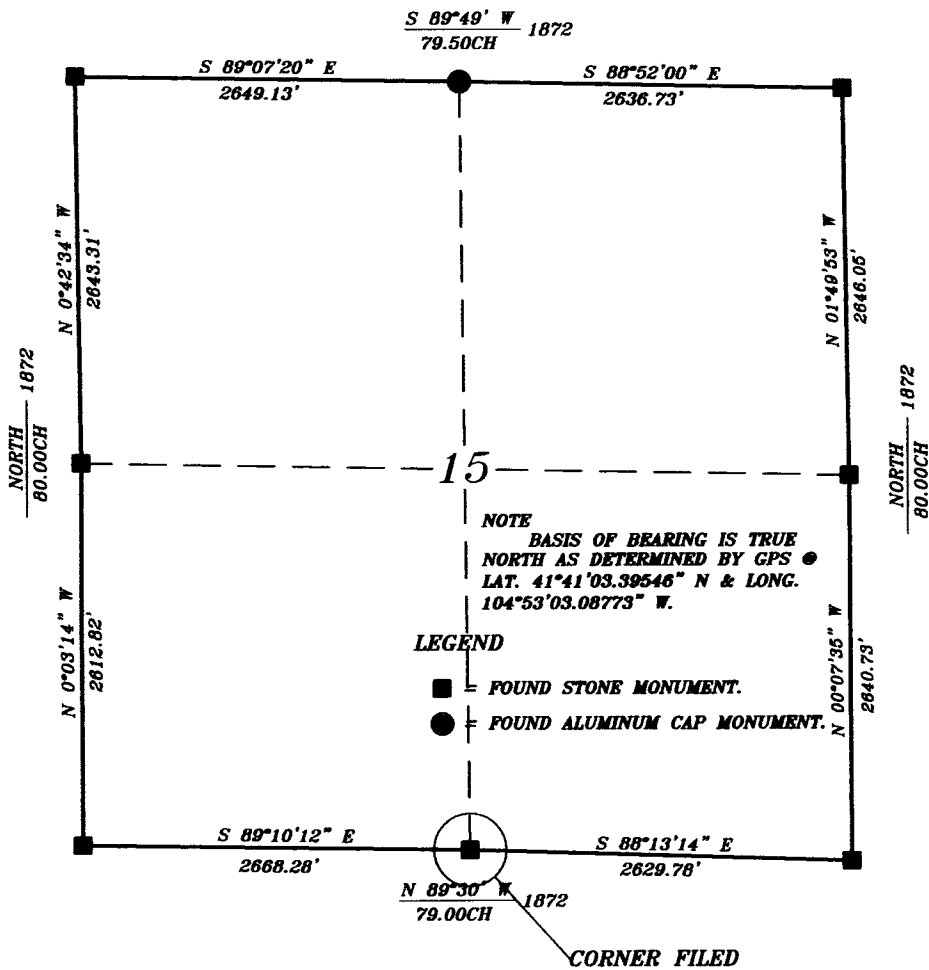 S 89°49' W
79.50CH
1872
S 89°07'20" E
2649.13'
S 88°52'00" E
2636.73'
N 0°42'34" W
2643.31'
N 01°49'53" W
2646.05'
NORTH
80.00CH
1872
NORTH
80.00CH
1872
15
NOTE
BASIS OF BEARING IS TRUE
NORTH AS DETERMINED BY GPS @
LAT. 41°41'03.39546" N & LONG.
104°53'03.08773" W.
LEGEND
= FOUND STONE MONUMENT.
= FOUND ALUMINUM CAP MONUMENT.
N 0°03'14" W
2612.82'
N 00°07'35" W
2640.73'
S 89°10'12" E
2668.28'
S 88°13'14" E
2629.78'
N 89°30' W
79.00CH
1872
CORNER FILED